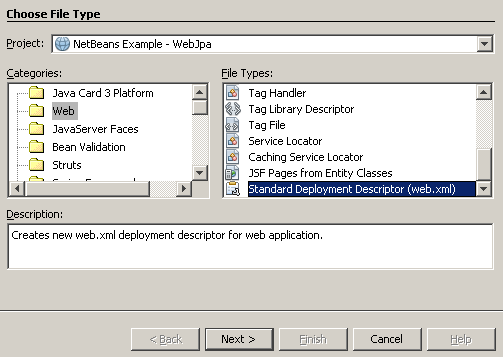 Choose File Type
Project: NetBeans Example - WebJpa
Categories:
Java Card 3 Platform
Web
JavaServer Faces
Bean Validation
Struts
File Types:
Tag Handler
Tag Library Descriptor
Tag File
Service Locator
Caching Service Locator
JSF Pages from Entity Classes
Standard Deployment Descriptor (web.xml)
Description:
Creates new web.xml deployment descriptor for web application.
< Back
Next >
Finish
Cancel
Help